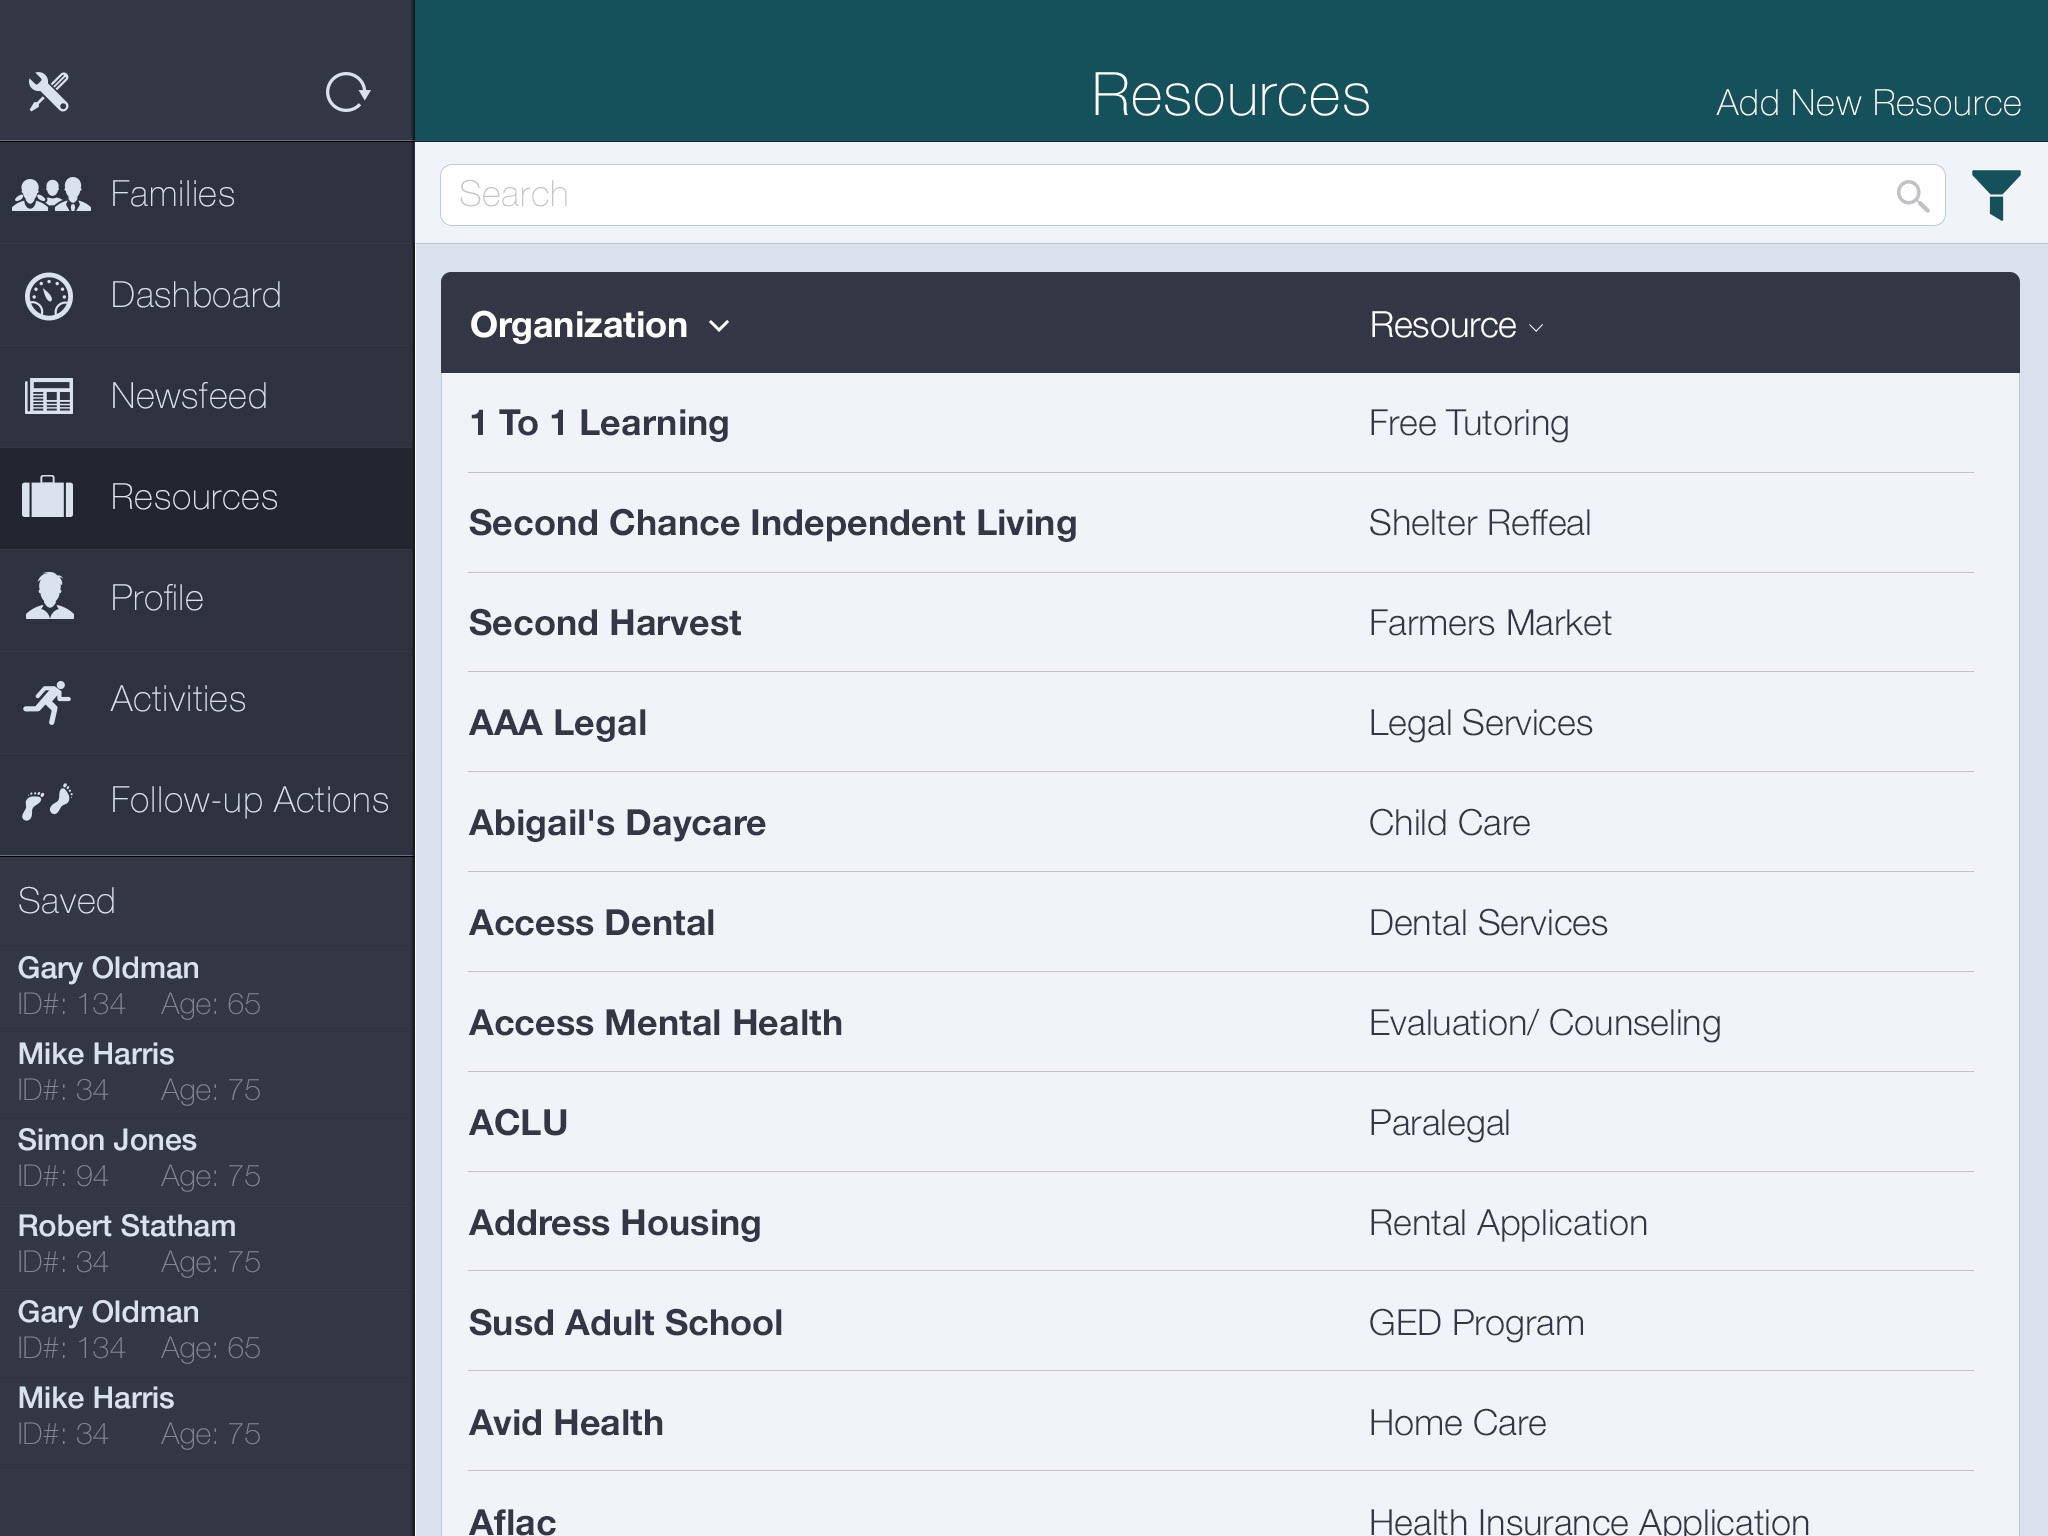 Resources
Add New Resource
Families
Dashboard
Newsfeed
Resources
Profile
Activities
Follow-up Actions
Saved
Gary Oldman
ID#: 134 Age: 65
Mike Harris
ID#: 34 Age: 75
Simon Jones
ID#: 94 Age: 75
Robert Statham
ID#: 34 Age: 75
Gary Oldman
ID#: 134 Age: 65
Mike Harris
ID#: 34 Age: 75
Search
Organization Resource
1 To 1 Learning Free Tutoring
Second Chance Independent Living Shelter Reffeal
Second Harvest Farmers Market
AAA Legal Legal Services
Abigail's Daycare Child Care
Access Dental Dental Services
Access Mental Health Evaluation/ Counseling
ACLU Paralegal
Address Housing Rental Application
Susd Adult School GED Program
Avid Health Home Care
Aflac Health Insurance Application